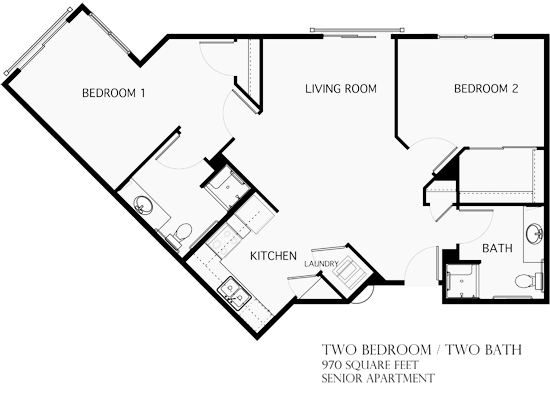 BEDROOM 1
LIVING ROOM
BEDROOM 2
KITCHEN
LAUNDRY
BATH
TWO BEDROOM / TWO BATH
970 SQUARE FEET
SENIOR APARTMENT